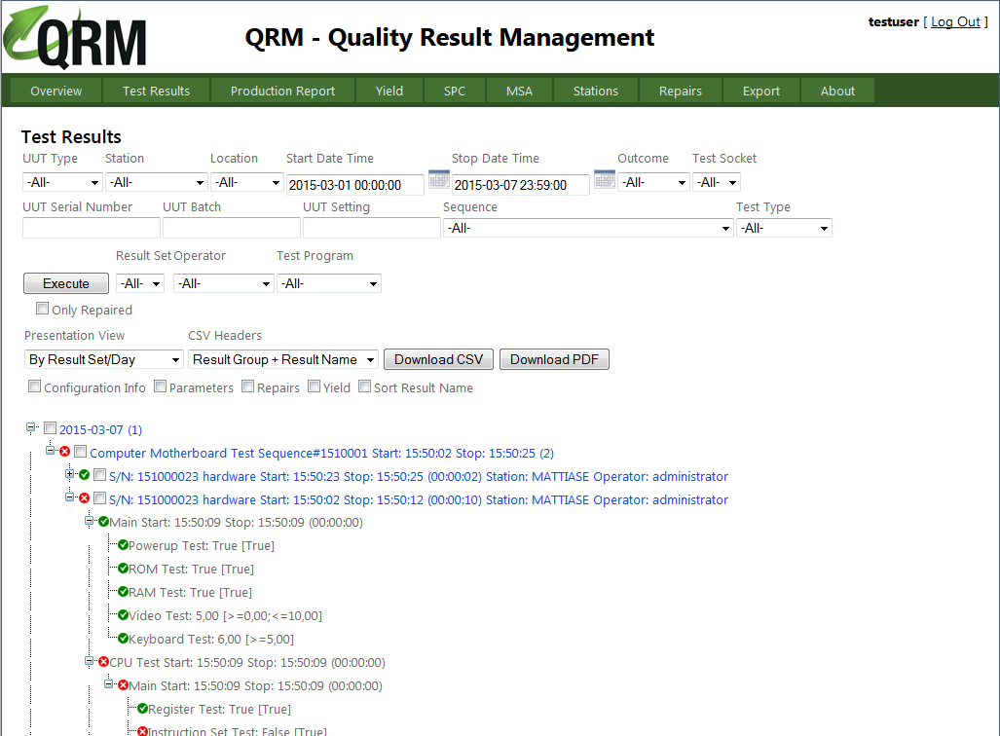 QRM
QRM - Quality Result Management
testuser [ Log Out ]
Overview Test Results Production Report Yield SPC MSA Stations Repairs Export About
Test Results
UUT Type Station Location Start Date Time Stop Date Time Outcome Test Socket
-All- -All- -All- 2015-03-01 00:00:00 2015-03-07 23:59:00 -All- -All-
UUT Serial Number UUT Batch UUT Setting Sequence Test Type
-All- -All-
Result Set Operator Test Program
Execute -All- -All- -All-
Only Repaired
Presentation View CSV Headers
By Result Set/Day Result Group + Result Name Download CSV Download PDF
Configuration Info Parameters Repairs Yield Sort Result Name
2015-03-07 (1)
Computer Motherboard Test Sequence#1510001 Start: 15:50:02 Stop: 15:50:25 (2)
S/N: 151000023 hardware Start: 15:50:23 Stop: 15:50:25 (00:00:02) Station: MATTIASE Operator: administrator
S/N: 151000023 hardware Start: 15:50:02 Stop: 15:50:12 (00:00:10) Station: MATTIASE Operator: administrator
Main Start: 15:50:09 Stop: 15:50:09 (00:00:00)
Powerup Test: True [True]
ROM Test: True [True]
RAM Test: True [True]
Video Test: 5,00 [>=0,00;<=10,00]
Keyboard Test: 6,00 [>=5,00]
CPU Test Start: 15:50:09 Stop: 15:50:09 (00:00:00)
Main Start: 15:50:09 Stop: 15:50:09 (00:00:00)
Register Test: True [True]
Instruction Set Test: False [True]